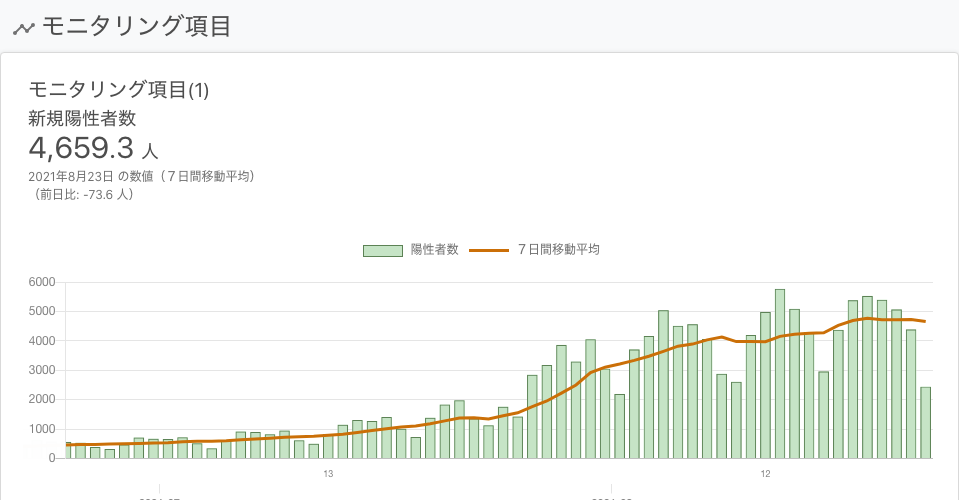 モニタリング項目
モニタリング項目(1)
新規陽性者数
4,659.3 人
2021年8月23日 の数値（７日間移動平均）
（前日比: -73.6 人）
陽性者数 ７日間移動平均
6000
5000
4000
3000
2000
1000
0
13 12